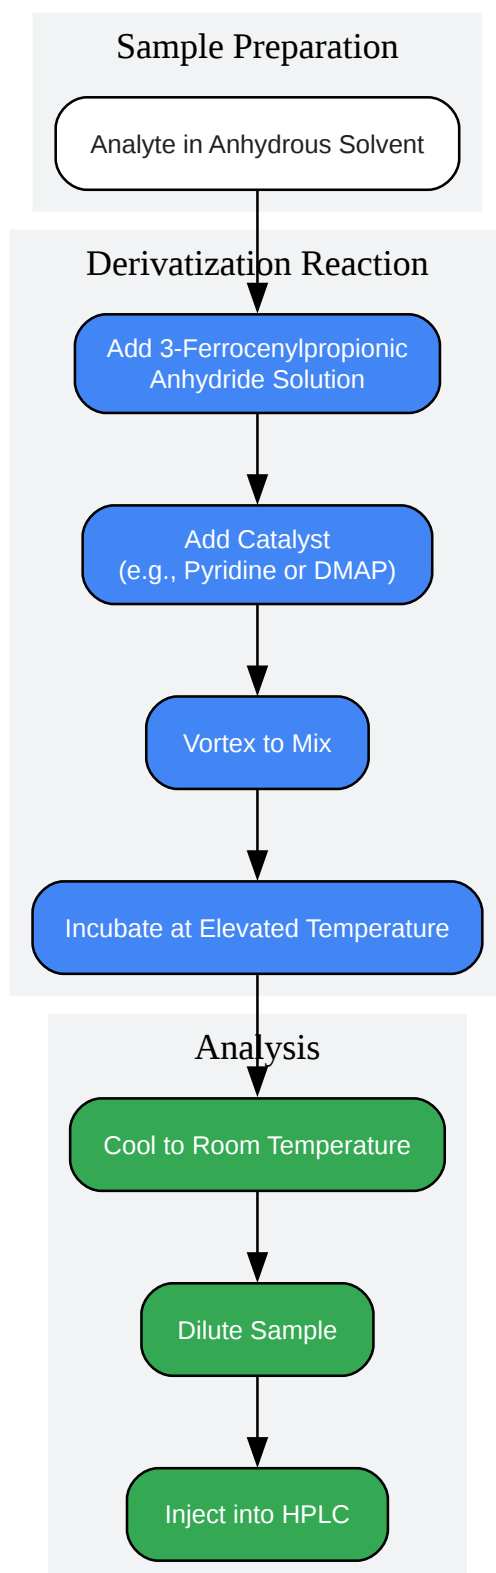 Sample Preparation
Analyte in Anhydrous Solvent
Derivatization Reaction
Add 3-Ferrocenylpropionic
Anhydride Solution
Add Catalyst
(e.g., Pyridine or DMAP)
Vortex to Mix
Incubate at Elevated Temperature
Analysis
Cool to Room Temperature
Dilute Sample
Inject into HPLC